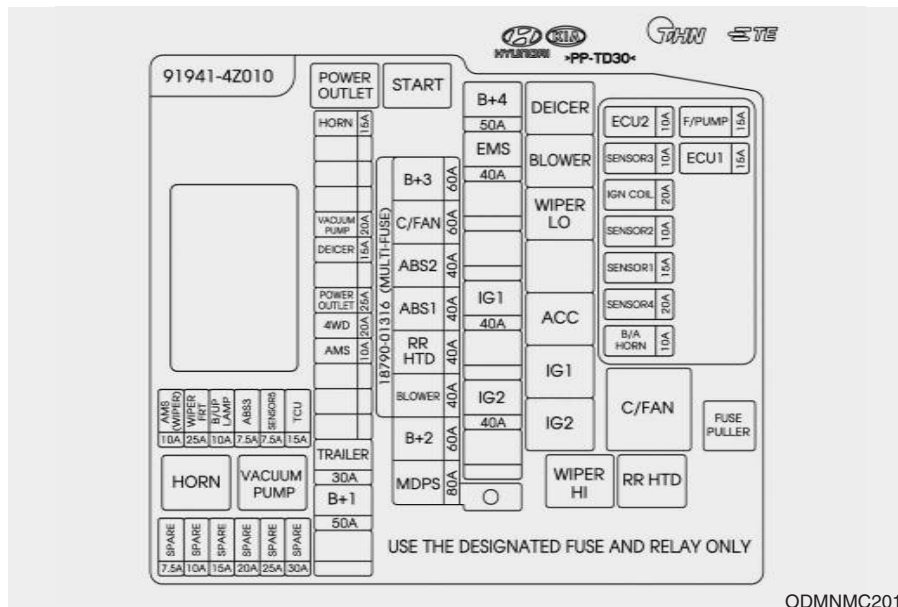 HYUNDAI
KIA
>PP-TD30<
TE
91941-4Z010
POWER
OUTLET
START
HORN
15A
VACUUM
PUMP
20A
DEICER
15A
POWER
OUTLET
25A
4WD
20A
AMS
10A
TRAILER
30A
B+1
50A
18790-01316 (MULTI-FUSE)
B+3
60A
C/FAN
60A
ABS2
40A
ABS1
40A
RR
HTD
40A
BLOWER
40A
B+2
60A
MDPS
80A
B+4
50A
EMS
40A
IG1
40A
IG2
40A
DEICER
BLOWER
WIPER
LO
ACC
IG1
IG2
WIPER
HI
RR HTD
ECU2
10A
F/PUMP
15A
SENSOR3
10A
ECU1
15A
IGN COIL
20A
SENSOR2
10A
SENSOR1
15A
SENSOR4
20A
B/A
HORN
10A
C/FAN
FUSE
PULLER
AMS
(WIPER)
10A
WIPER
FRT
25A
B/UP
LAMP
10A
ABS3
7.5A
SENSOR5
7.5A
TCU
15A
HORN
VACUUM
PUMP
SPARE
7.5A
SPARE
10A
SPARE
15A
SPARE
20A
SPARE
25A
SPARE
30A
USE THE DESIGNATED FUSE AND RELAY ONLY
ODMNMC201